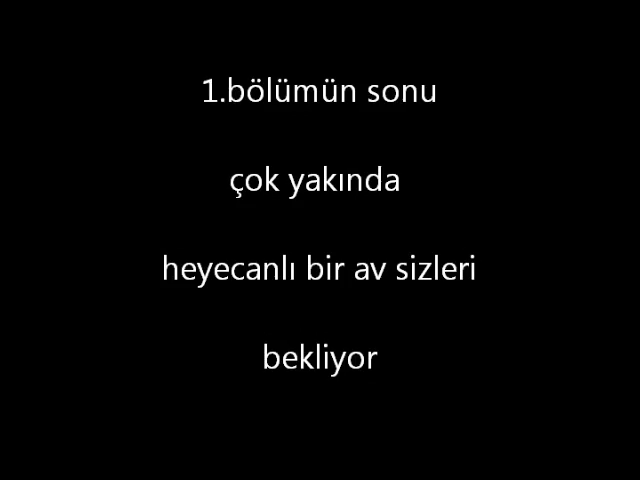 1.bölümün sonu
çok yakında
heyecanlı bir av sizleri
bekliyor